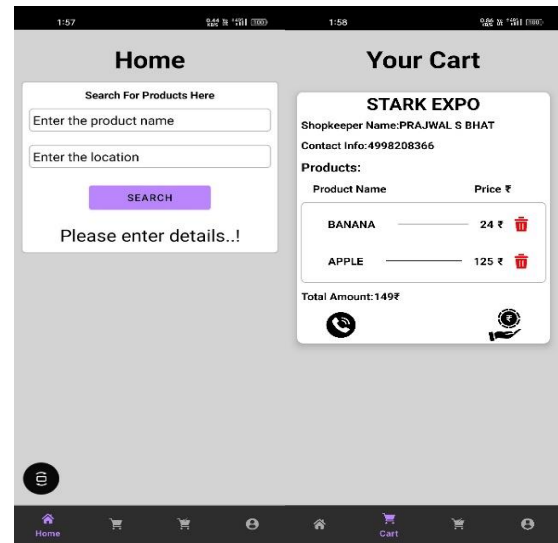 1:57
Home
Search For Products Here
Enter the product name
Enter the location
SEARCH
Please enter details..!
Home
1:58
Your Cart
STARK EXPO
Shopkeeper Name:PRAJWAL S BHAT
Contact Info:4998208366
Products:
Product Name Price ₹
BANANA 24 ₹
APPLE 125 ₹
Total Amount:149₹
₹
Cart